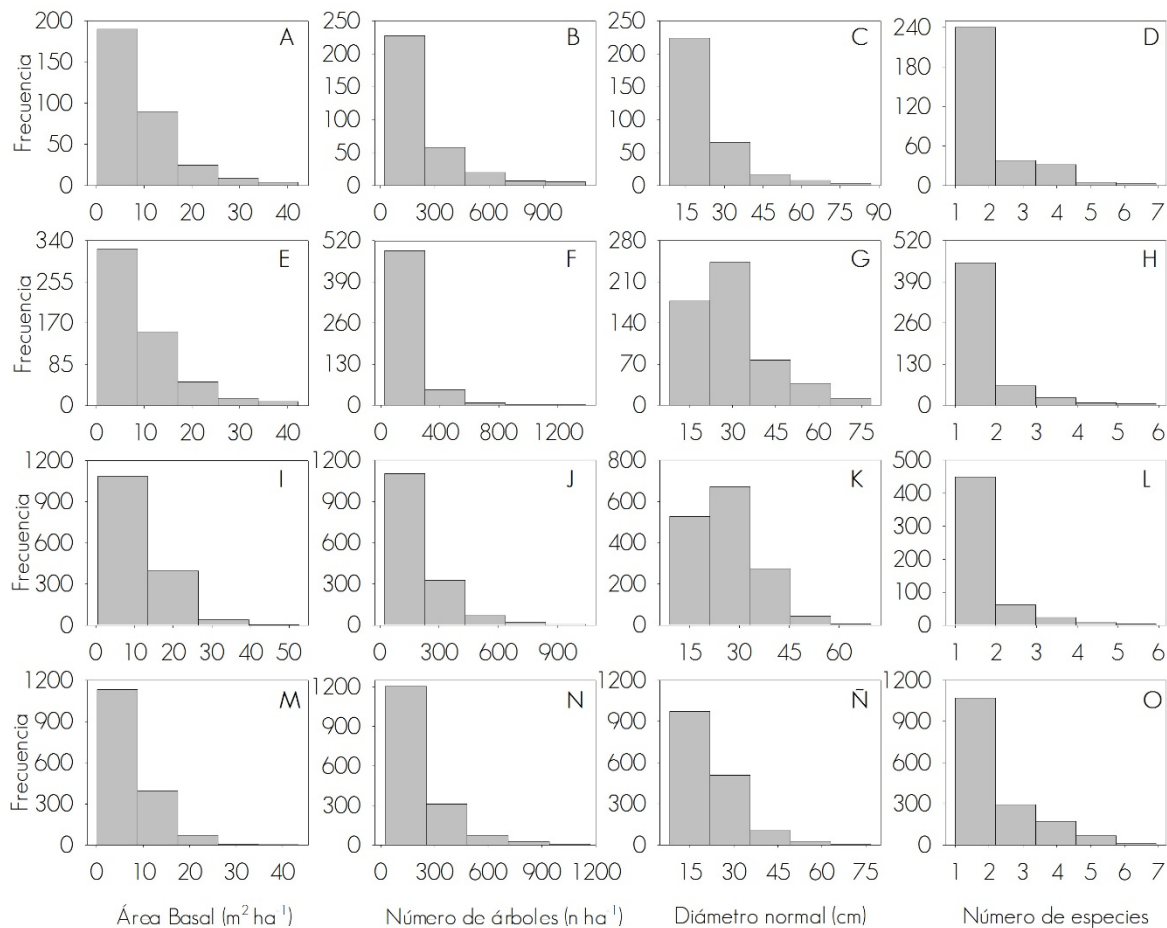 200 A 250 B 250 C 240 D
150 200 200 180
100 150 150 120
50 100 100 60
0 50 50 0
0 0
0 10 20 30 40 300 600 900 15 30 45 60 75 90 1 2 3 4 5 6 7
Frecuencia
340 E 520 F 280 G 520 H
255 390 210 390
170 260 140 260
85 130 70 130
0 0 0 0
0 10 20 30 40 400 800 1200 15 30 45 60 75 1 2 3 4 5 6
Frecuencia
1200 I 1200 J 800 K 500 L
900 900 600 400
600 600 400 300
300 300 200 200
0 0 0 100
0
0 10 20 30 40 50 300 600 900 15 30 45 60 1 2 3 4 5 6
Frecuencia
1200 M 1200 N 1200 Ñ 1200 O
900 900 900 900
600 600 600 600
300 300 300 300
0 0 0 0
0 10 20 30 40 300 600 900 1200 15 30 45 60 75 1 2 3 4 5 6 7
Frecuencia
Área Basal (m² ha⁻¹) Número de árboles (n ha⁻¹) Diámetro normal (cm) Número de especies